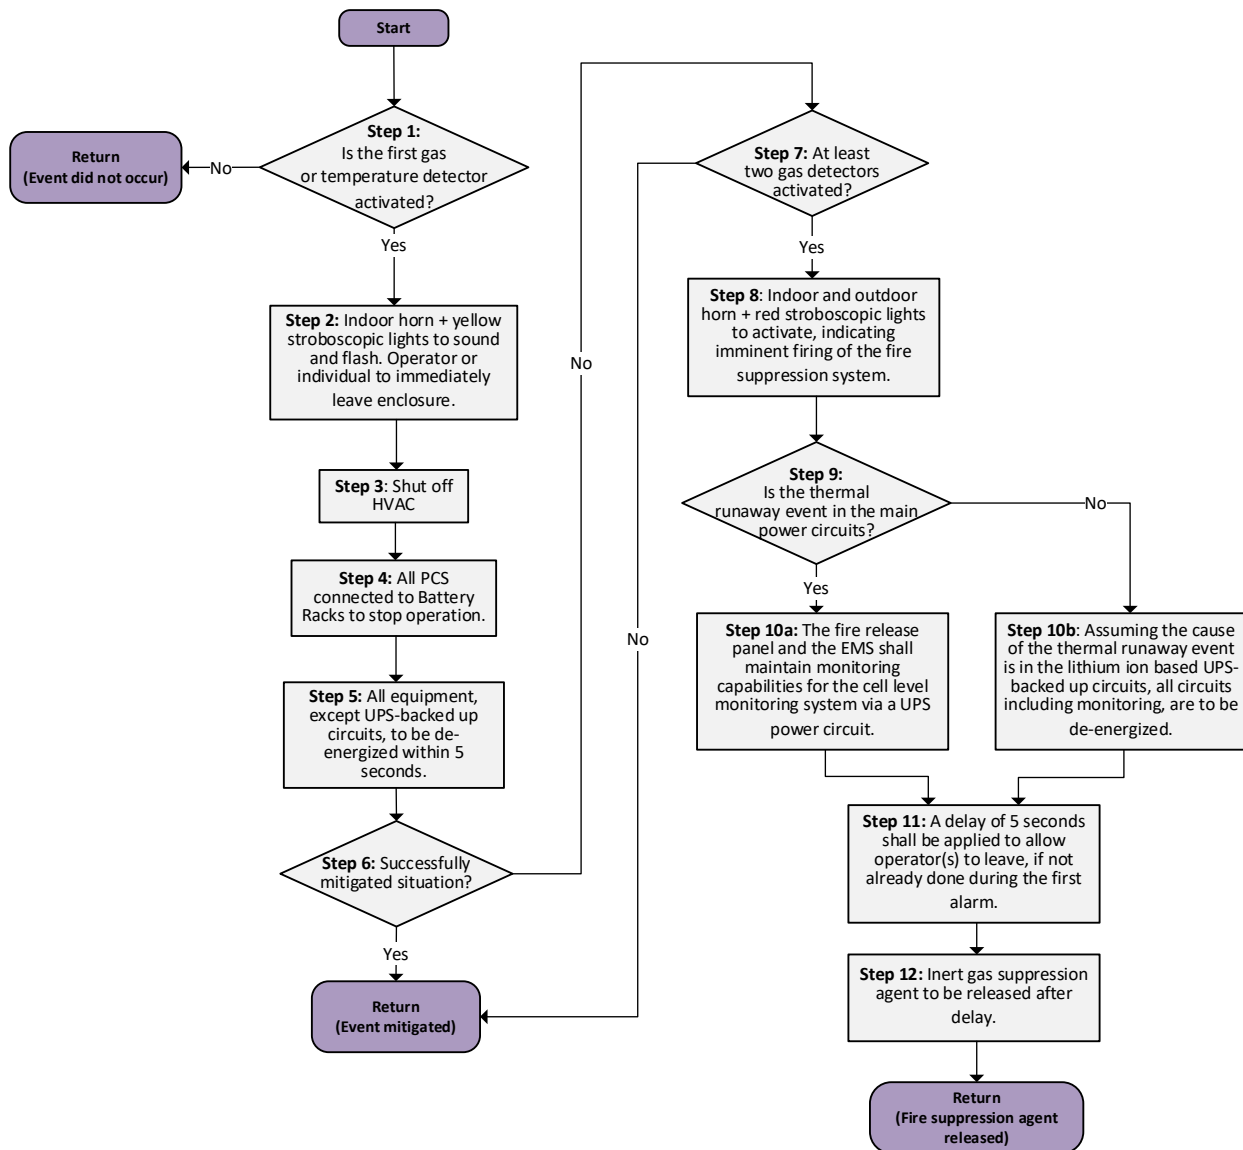 Start
Step 1:
Is the first gas
or temperature detector
activated?
No
Return
(Event did not occur)
Yes
Step 2: Indoor horn + yellow
stroboscopic lights to sound
and flash. Operator or
individual to immediately
leave enclosure.
Step 3: Shut off
HVAC
Step 4: All PCS
connected to Battery
Racks to stop operation.
Step 5: All equipment,
except UPS-backed up
circuits, to be de-
energized within 5
seconds.
Step 6: Successfully
mitigated situation?
Yes
Return
(Event mitigated)
No
No
Step 7: At least
two gas detectors
activated?
Yes
Step 8: Indoor and outdoor
horn + red stroboscopic lights
to activate, indicating
imminent firing of the fire
suppression system.
Step 9:
Is the thermal
runaway event in the main
power circuits?
No
Yes
Step 10a: The fire release
panel and the EMS shall
maintain monitoring
capabilities for the cell level
monitoring system via a UPS
power circuit.
Step 10b: Assuming the cause
of the thermal runaway event
is in the lithium ion based UPS-
backed up circuits, all circuits
including monitoring, are to be
de-energized.
Step 11: A delay of 5 seconds
shall be applied to allow
operator(s) to leave, if not
already done during the first
alarm.
Step 12: Inert gas suppression
agent to be released after
delay.
Return
(Fire suppression agent
released)